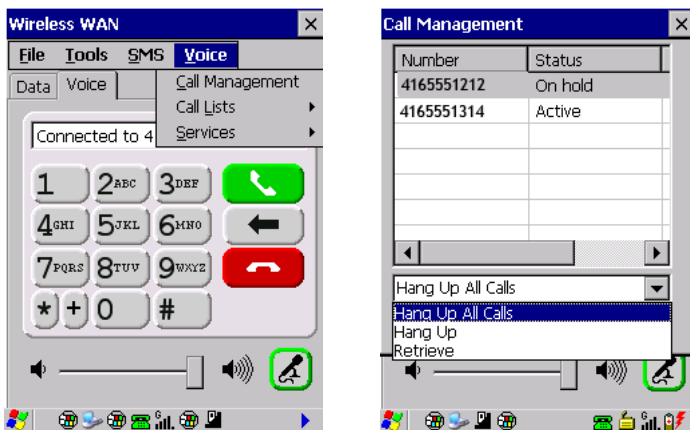 Wireless WAN
File Tools SMS Voice
Data Voice
Call Management
Call Lists
Services
Connected to 4
1 2ABC 3DEF
4GHI 5JKL 6MNO
7PQRS 8TUV 9WXYZ
* + 0 #
Call Management
Number Status
4165551212 On hold
4165551314 Active
Hang Up All Calls
Hang Up All Calls
Hang Up
Retrieve